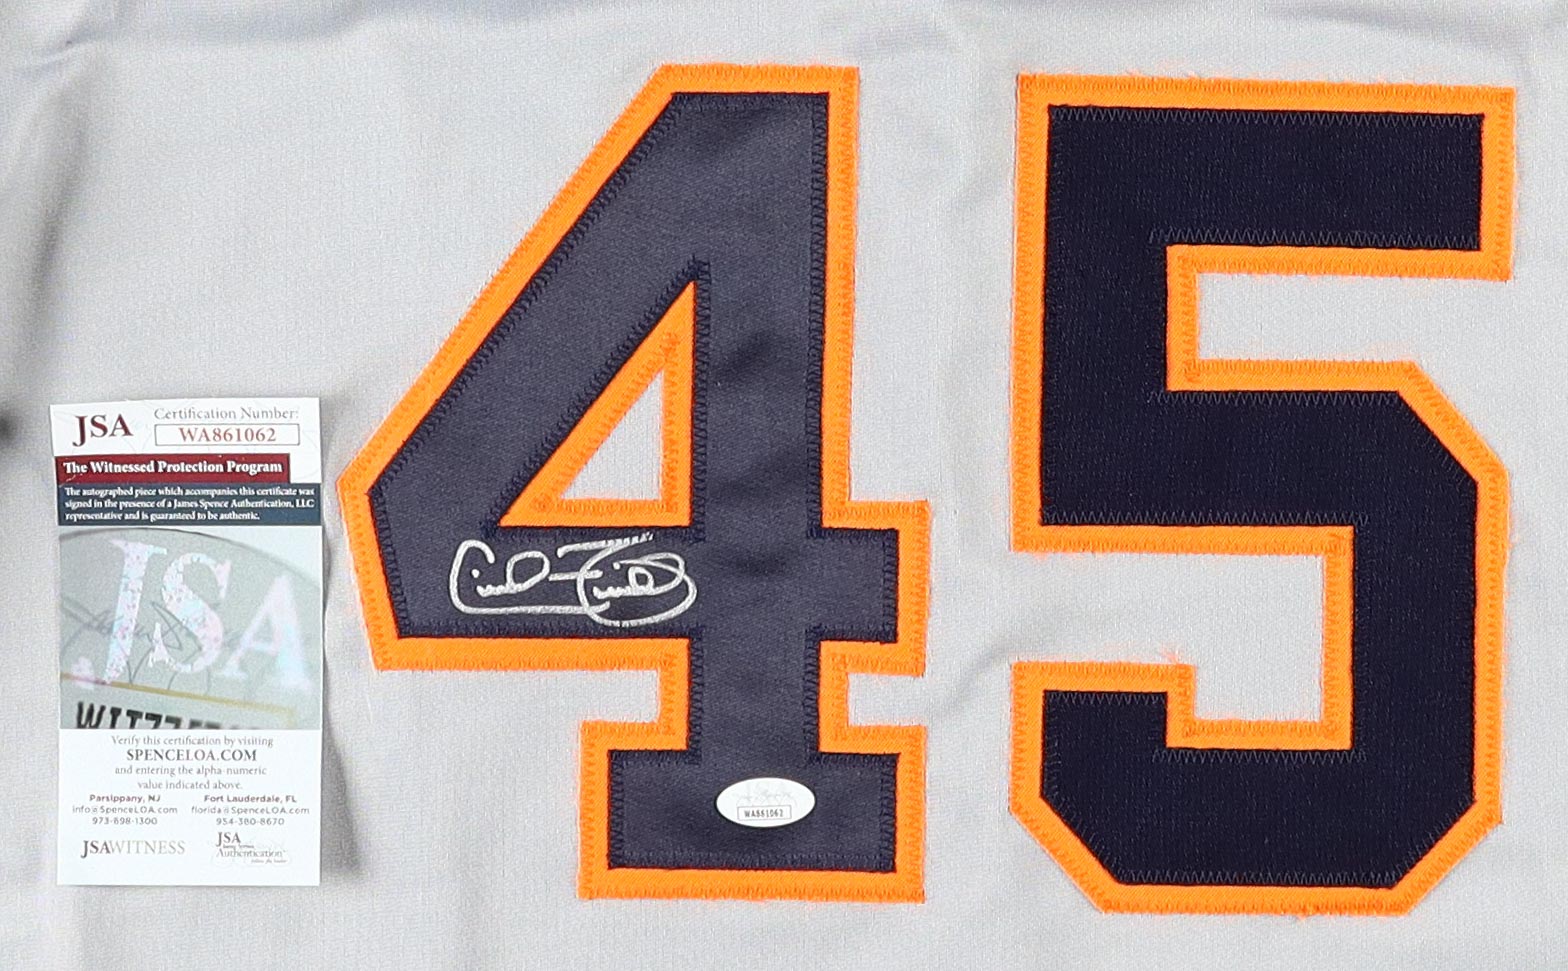 45
JSA
Certification Number:
WA861062
The Witnessed Protection Program
The autographed piece which accompanies this certificate was
signed in the presence of a James Spence Authentication, LLC
representative and is guaranteed to be authentic.
JSA
Verify this certification by visiting
SPENCELOA.COM
and entering the alpha-numeric
value indicated above.
Parsippany, NJ
info@SpenceLOA.com
973-898-1300
Fort Lauderdale, FL
florida@SpenceLOA.com
954-380-8670
JSAWITNESS
JSA
Authentication
Cecil Fielder
WA861062